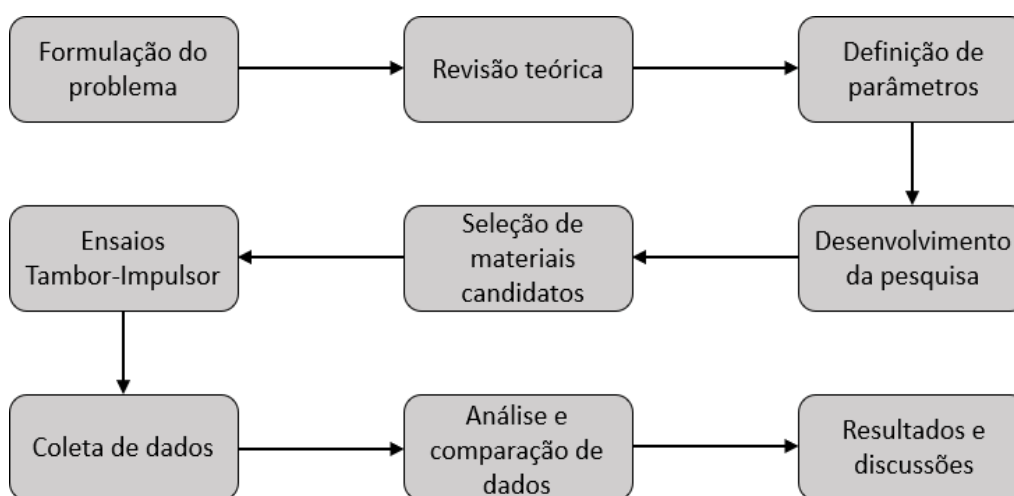 Formulação do
problema
Revisão teórica
Definição de
parâmetros
Desenvolvimento
da pesquisa
Seleção de
materiais
candidatos
Ensaios
Tambor-Impulsor
Coleta de dados
Análise e
comparação de
dados
Resultados e
discussões